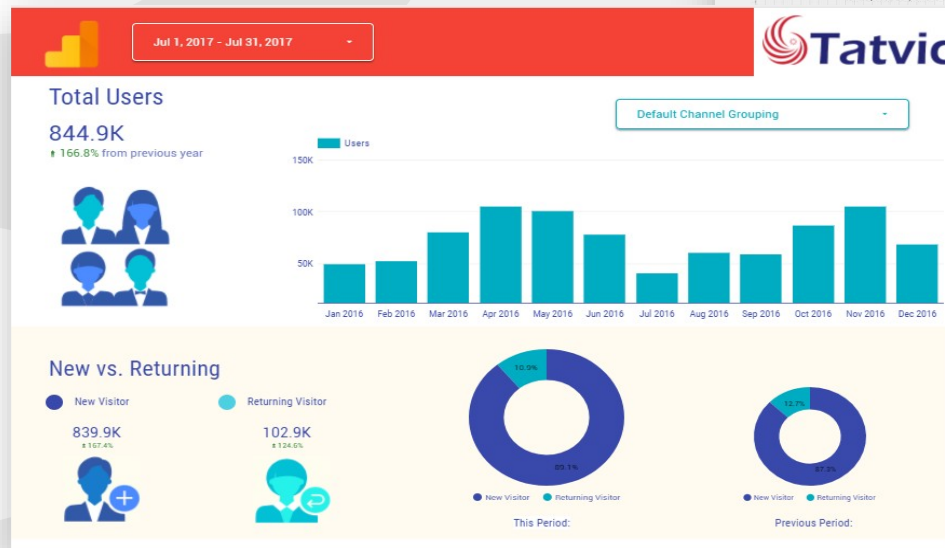 Jul 1, 2017 - Jul 31, 2017
Tatvic
Total Users
844.9K
166.8% from previous year
Default Channel Grouping
Users
150K
100K
50K
Jan 2016 Feb 2016 Mar 2016 Apr 2016 May 2016 Jun 2016 Jul 2016 Aug 2016 Sep 2016 Oct 2016 Nov 2016 Dec 2016
New vs. Returning
New Visitor
Returning Visitor
839.9K
102.9K
167.4%
124.6%
10.9%
89.1%
New Visitor Returning Visitor
This Period:
12.7%
87.3%
New Visitor Returning Visitor
Previous Period: